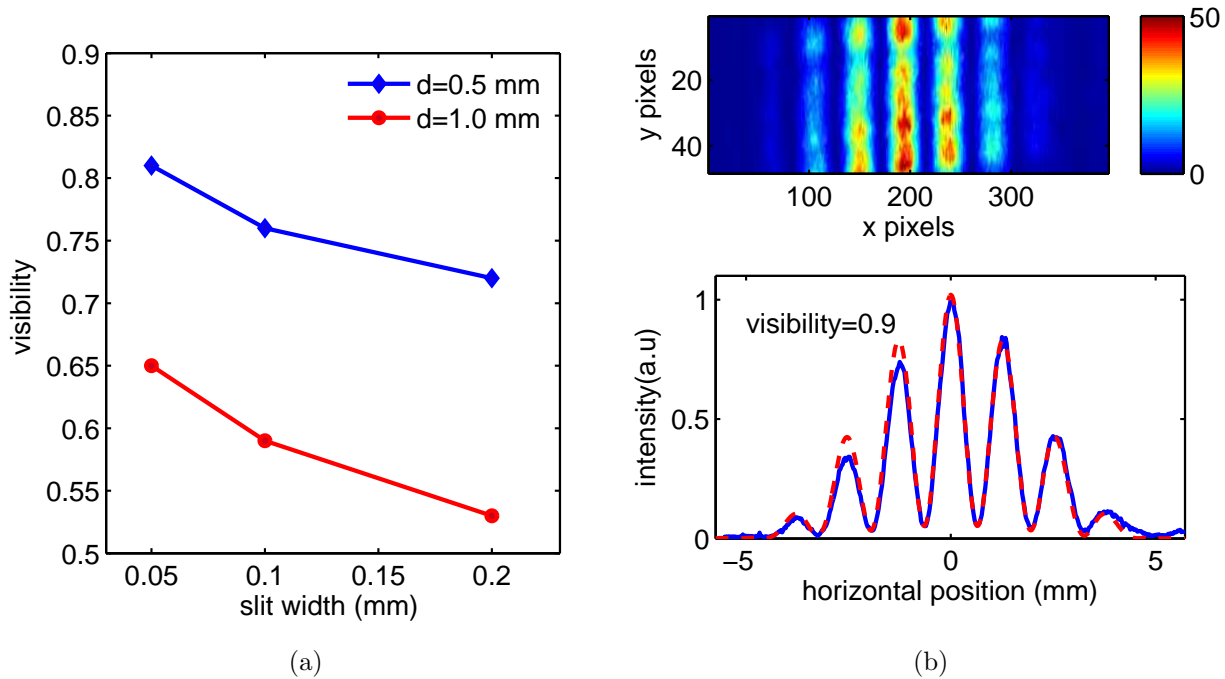 0.9
0.85
0.8
0.75
0.7
0.65
0.6
0.55
0.5
visibility
0.05 0.1 0.15 0.2
slit width (mm)
d=0.5 mm
d=1.0 mm
(a)
20
40
y pixels
100 200 300
x pixels
50
0
1
0.5
0
intensity(a.u)
visibility=0.9
−5 0 5
horizontal position (mm)
(b)